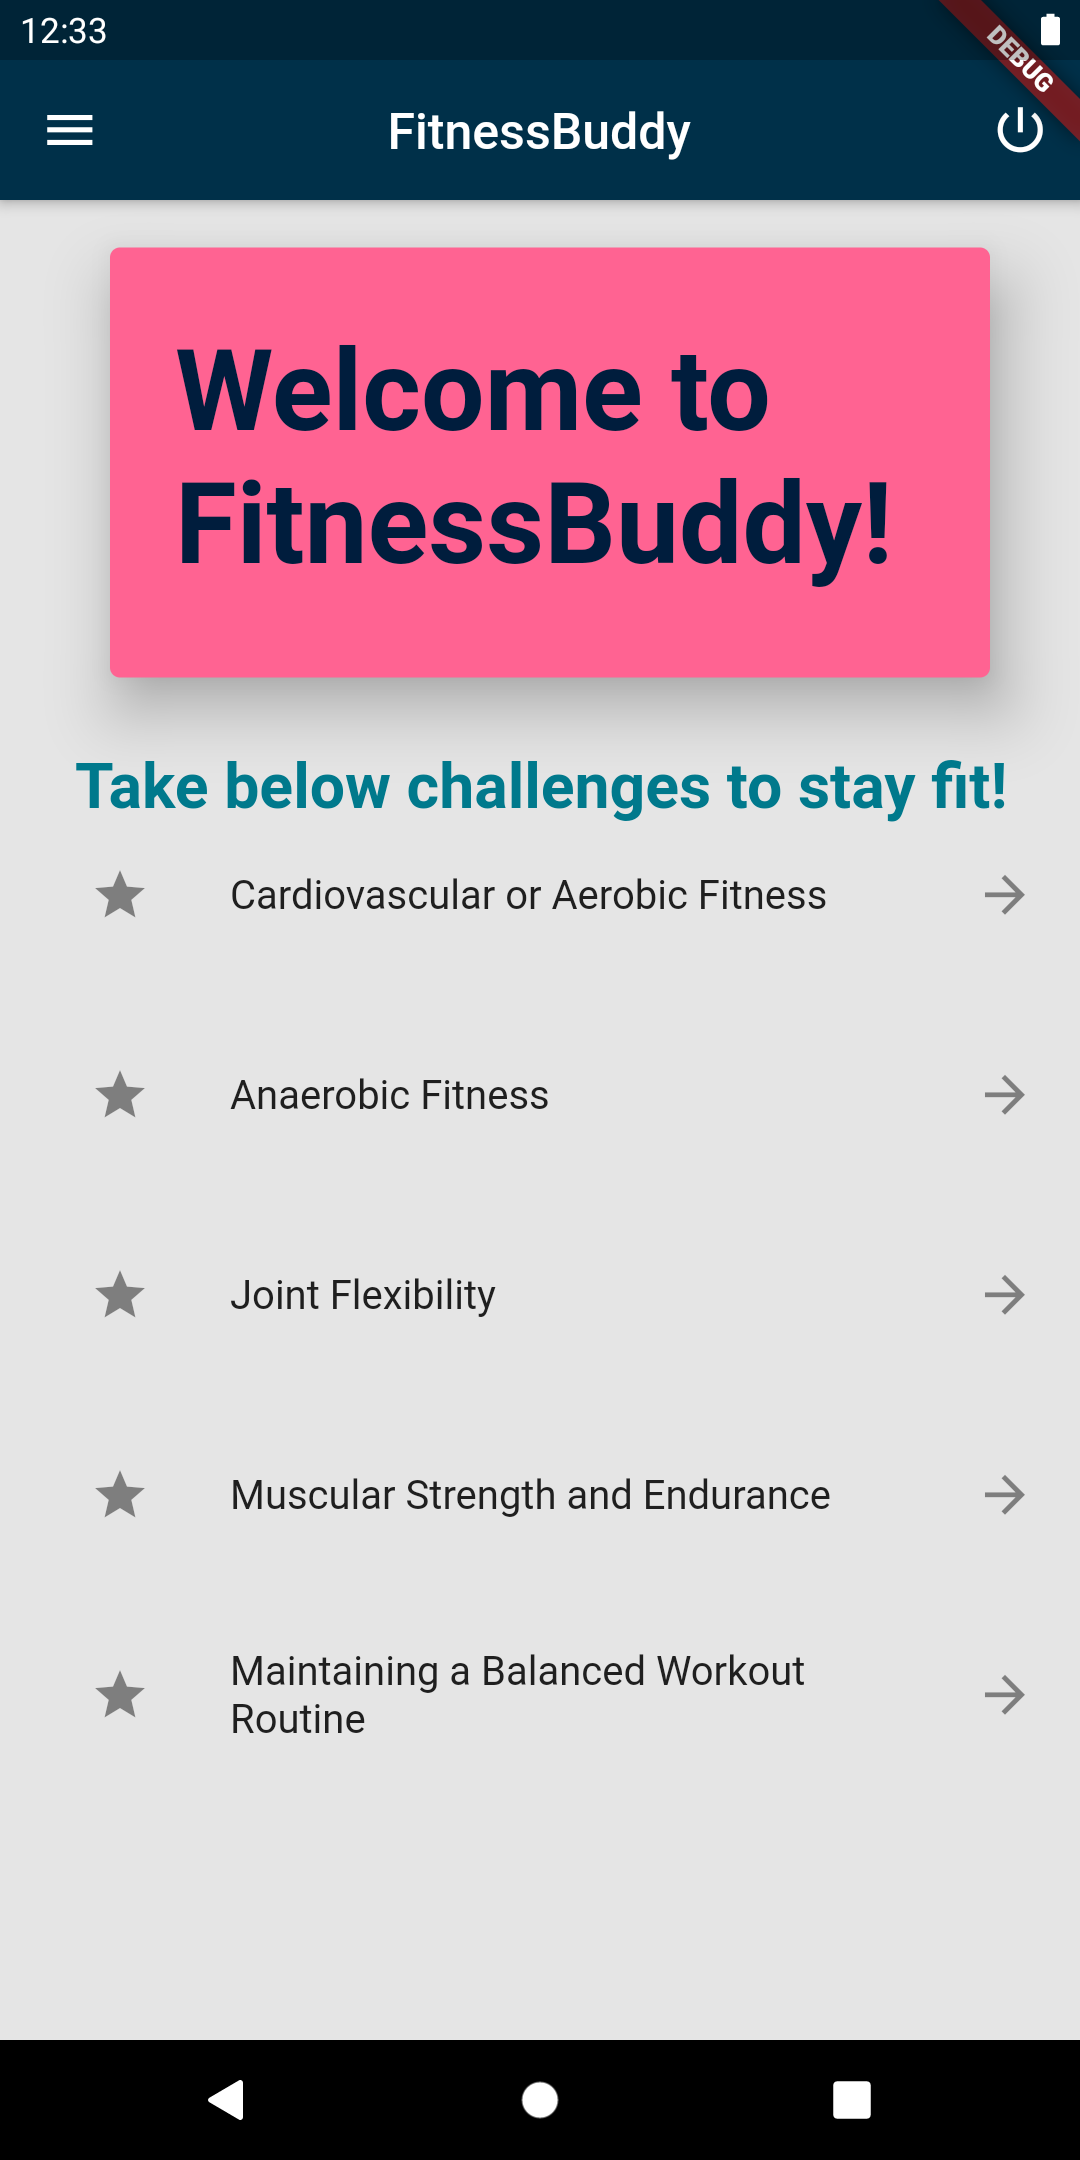 12:33
DEBUG
FitnessBuddy
Welcome to
FitnessBuddy!
Take below challenges to stay fit!
Cardiovascular or Aerobic Fitness
Anaerobic Fitness
Joint Flexibility
Muscular Strength and Endurance
Maintaining a Balanced Workout
Routine